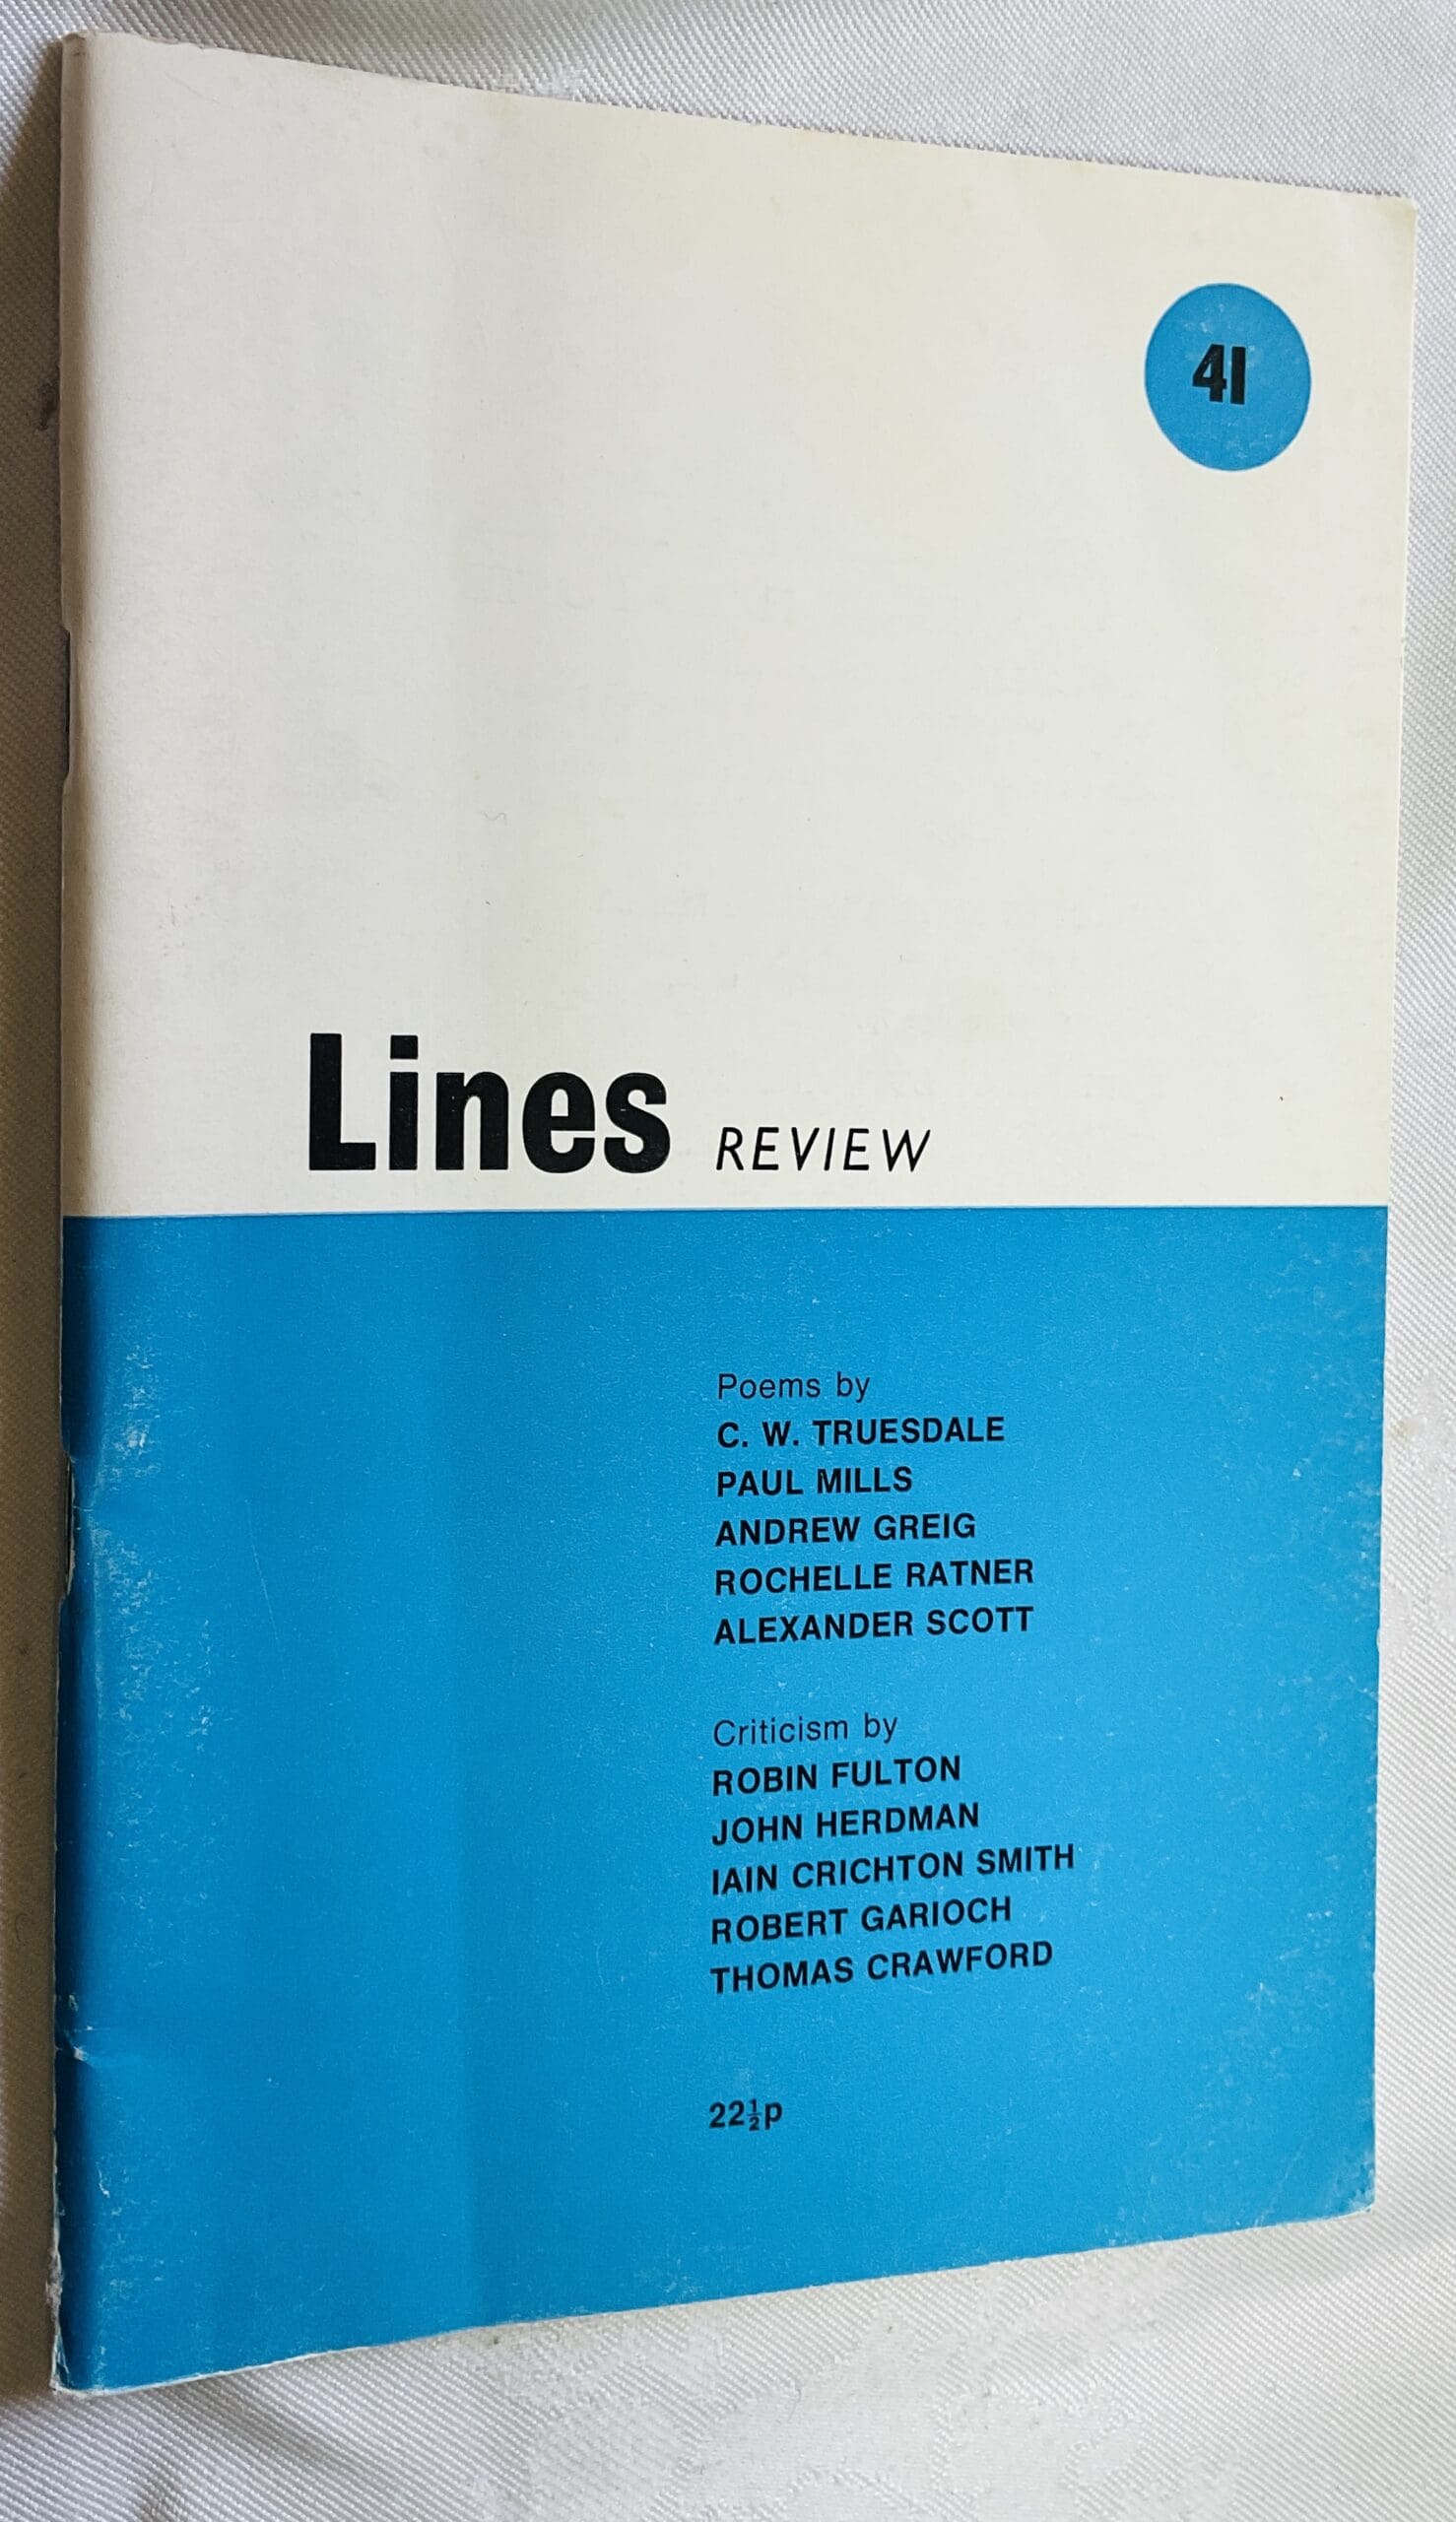 41
Lines REVIEW
Poems by
C. W. TRUESDALE
PAUL MILLS
ANDREW GREIG
ROCHELLE RATNER
ALEXANDER SCOTT
Criticism by
ROBIN FULTON
JOHN HERDMAN
IAIN CRICHTON SMITH
ROBERT GARIOCH
THOMAS CRAWFORD
22½p